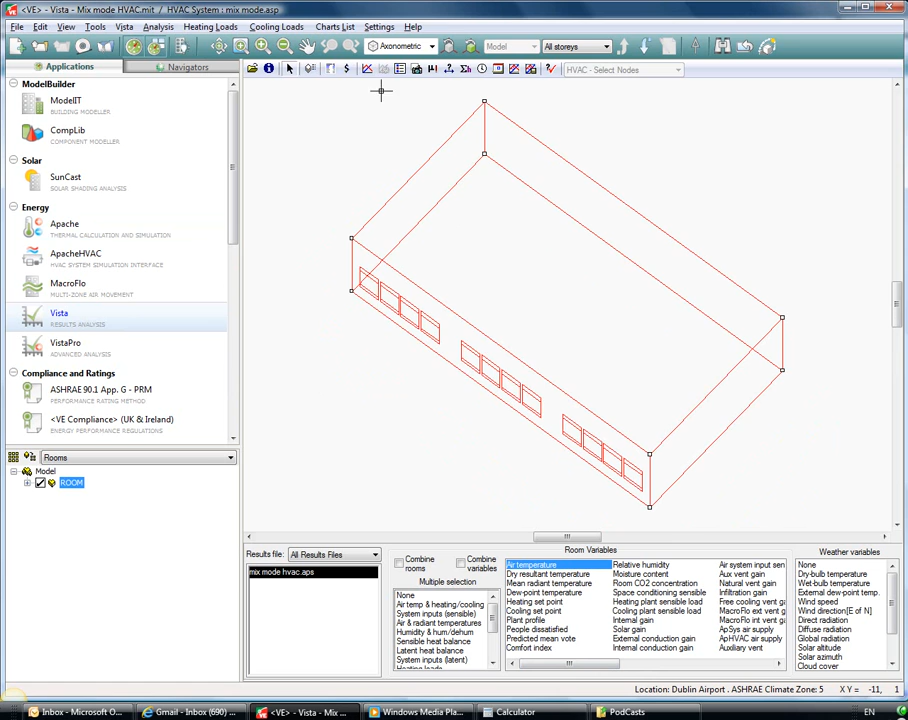 <VE> - Vista - Mix mode HVAC.mit / HVAC System : mix mode.asp
File Edit View Tools Vista Analysis Heating Loads Cooling Loads Charts List Settings Help
Axonometric Model All storeys
Applications Navigators
HVAC - Select Nodes
ModelBuilder
ModelIT
BUILDING MODELLER
CompLib
COMPONENT MODELLER
Solar
SunCast
SOLAR SHADING ANALYSIS
Energy
Apache
THERMAL CALCULATION AND SIMULATION
ApacheHVAC
HVAC SYSTEM SIMULATION INTERFACE
MacroFlo
MULTI-ZONE AIR MOVEMENT
Vista
RESULTS ANALYSIS
VistaPro
ADVANCED ANALYSIS
Compliance and Ratings
ASHRAE 90.1 App. G - PRM
PERFORMANCE RATING METHOD
<VE Compliance> (UK & Ireland)
ENERGY PERFORMANCE REGULATIONS
Rooms
Model
ROOM
Results file: All Results Files
mix mode hvac.aps
Combine rooms
Combine variables
Multiple selection
None
Air temp & heating/cooling
System inputs (sensible)
Air & radiant temperatures
Humidity & hum/dehum
Sensible heat balance
Latent heat balance
System inputs (latent)
Heating loads
Room Variables
Air temperature
Dry resultant temperature
Mean radiant temperature
Dew-point temperature
Heating set point
Cooling set point
Plant profile
People dissatisfied
Predicted mean vote
Comfort index
Relative humidity
Moisture content
Room CO2 concentration
Space conditioning sensible
Heating plant sensible load
Cooling plant sensible load
Internal gain
Solar gain
External conduction gain
Internal conduction gain
Air system input sen
Aux vent gain
Natural vent gain
Infiltration gain
Free cooling vent ga
MacroFlo ext vent g
MacroFlo int vent ga
ApSys air supply
ApHVAC air supply
Auxiliary vent
Weather variables
None
Dry-bulb temperature
Wet-bulb temperature
External dew-point temp.
Wind speed
Wind direction[E of N]
Direct radiation
Diffuse radiation
Global radiation
Solar altitude
Solar azimuth
Cloud cover
Location: Dublin Airport . ASHRAE Climate Zone: 5 X Y = -11, 1
Inbox - Microsoft O... Gmail - Inbox (690) ... <VE> - Vista - Mix mo... Windows Media Pla... Calculator PodCasts EN